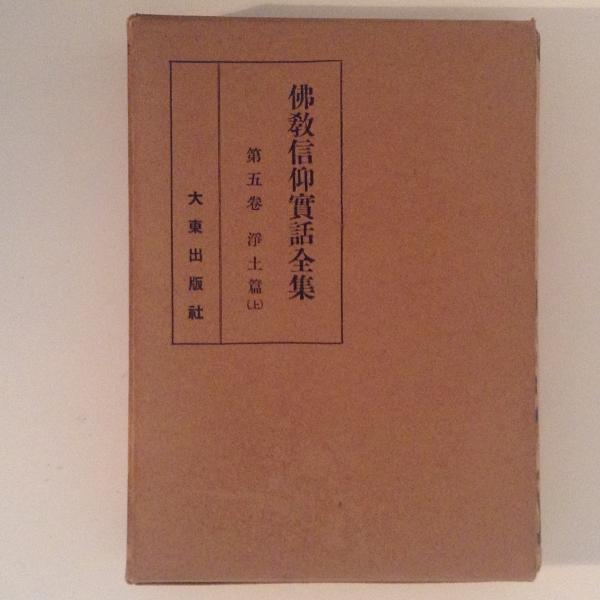 佛教信仰實話全集
第五卷 淨土篇(上)
大東出版社